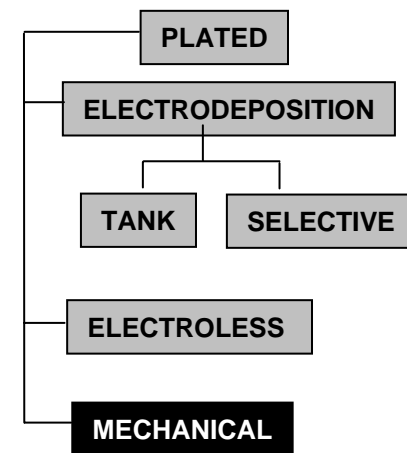 PLATED
ELECTRODEPOSITION
TANK
SELECTIVE
ELECTROLESS
MECHANICAL